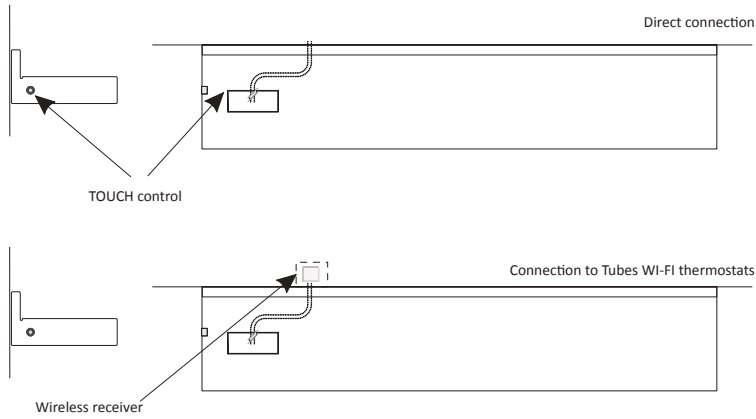 Direct connection
TOUCH control
Connection to Tubes WI-FI thermostats
Wireless receiver